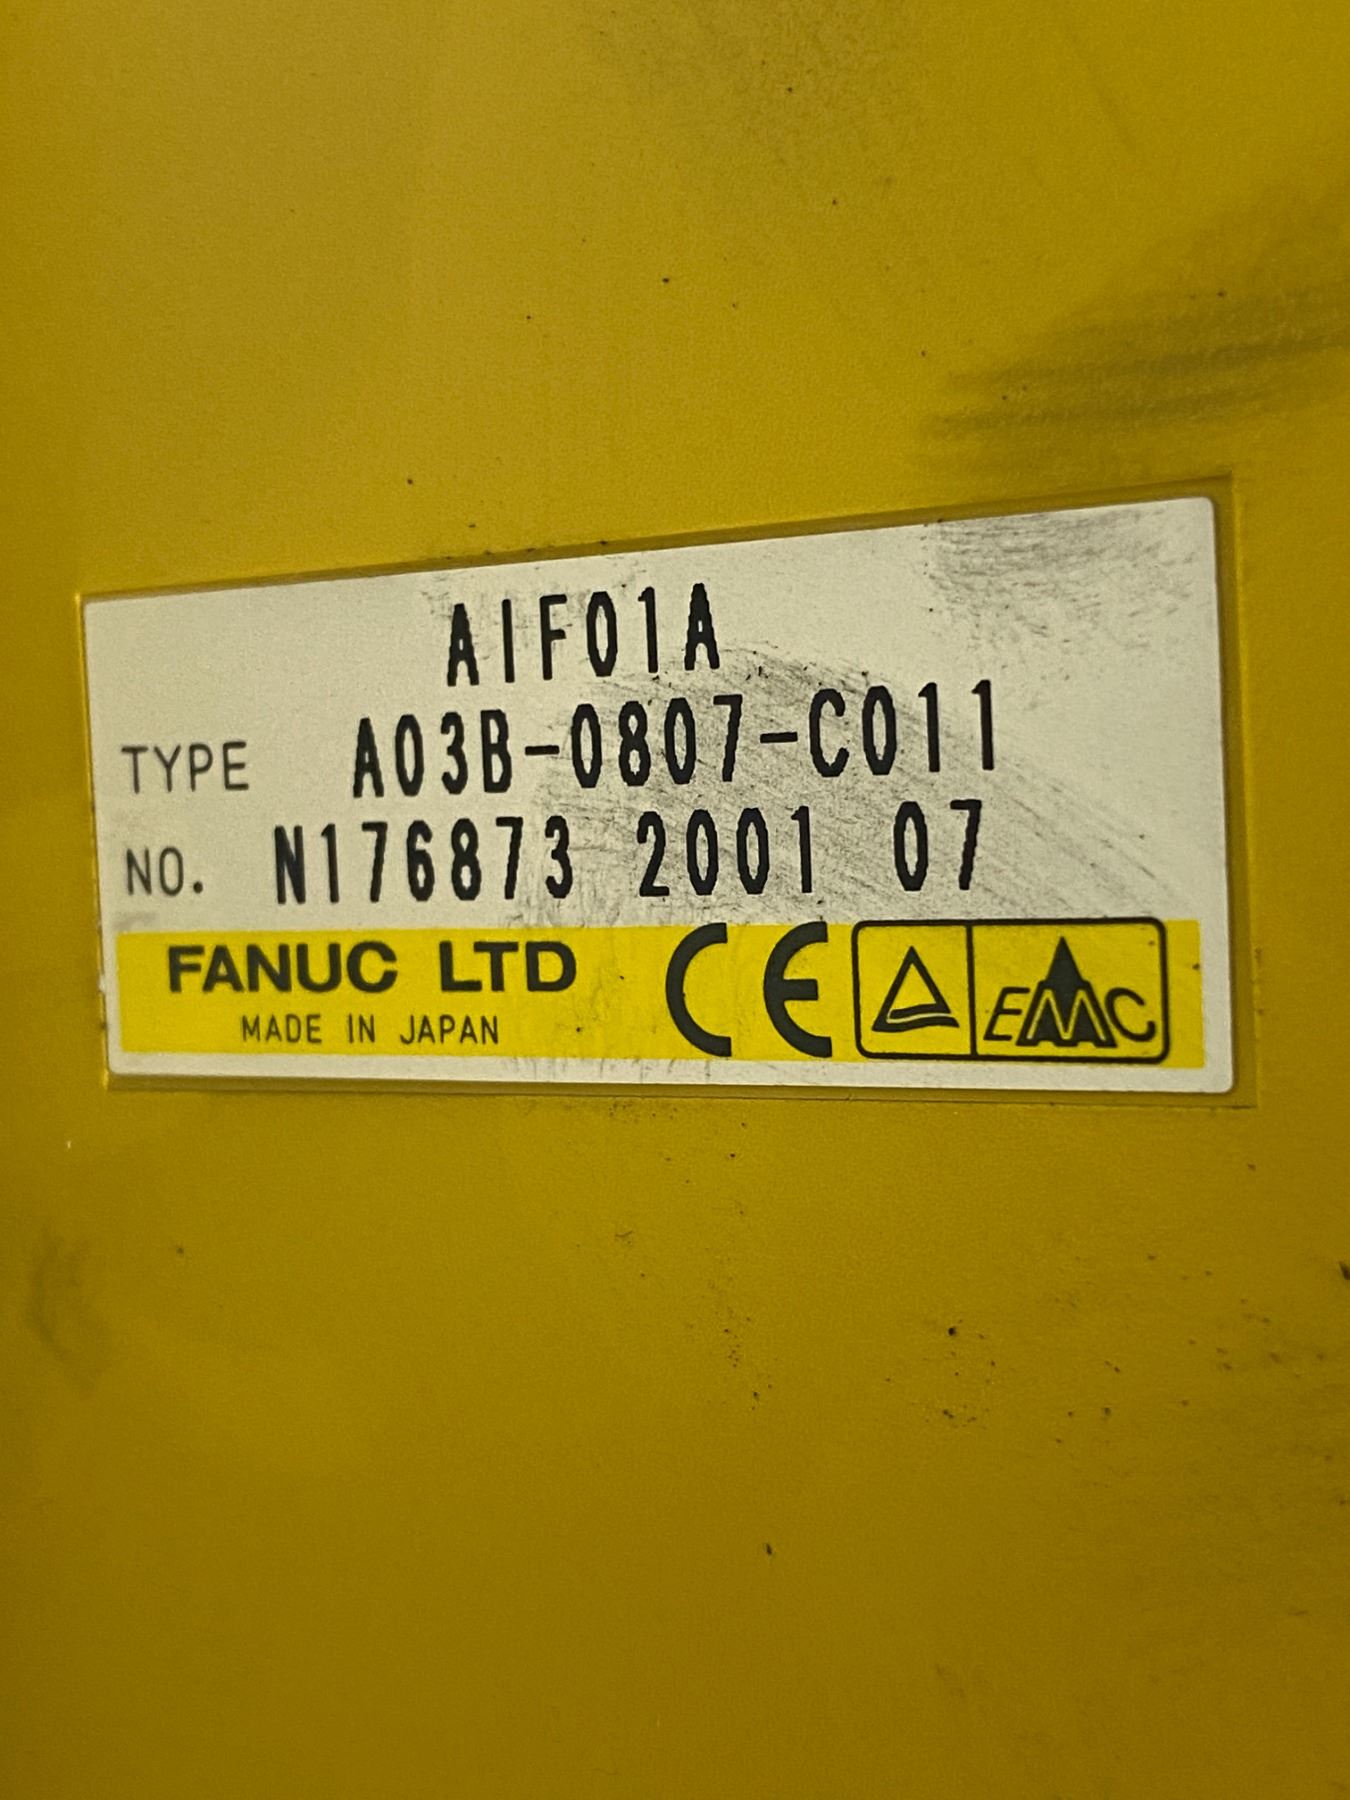 AIF01A
TYPE A03B-0807-C011
NO. N176873 2001 07
FANUC LTD CE EMC
MADE IN JAPAN